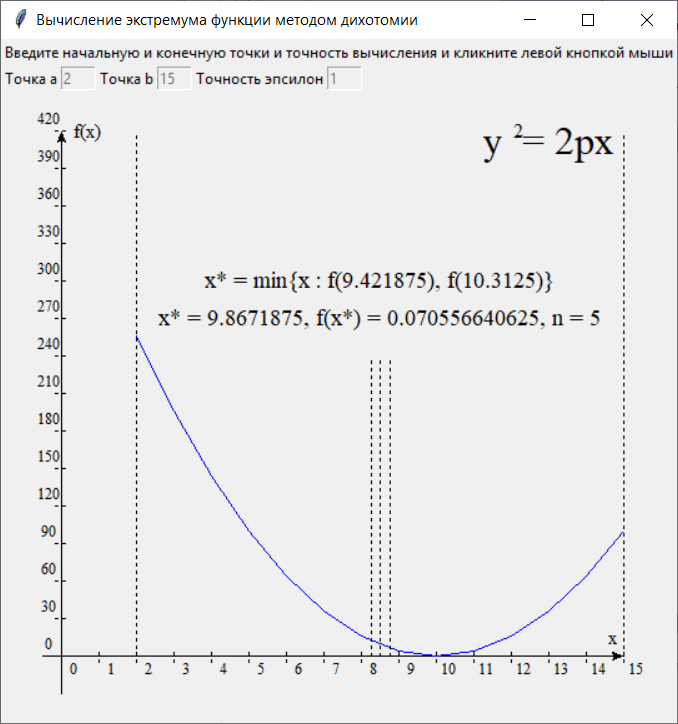 Вычисление экстремума функции методом дихотомии
Введите начальную и конечную точки и точность вычисления и кликните левой кнопкой мыши
Точка a 2 Точка b 15 Точность эпсилон 1
420
f(x)
y ²= 2px
390
360
330
300
x* = min{x : f(9.421875), f(10.3125)}
270
x* = 9.8671875, f(x*) = 0.070556640625, n = 5
240
210
180
150
120
90
60
30
0
x
0 1 2 3 4 5 6 7 8 9 10 11 12 13 14 15